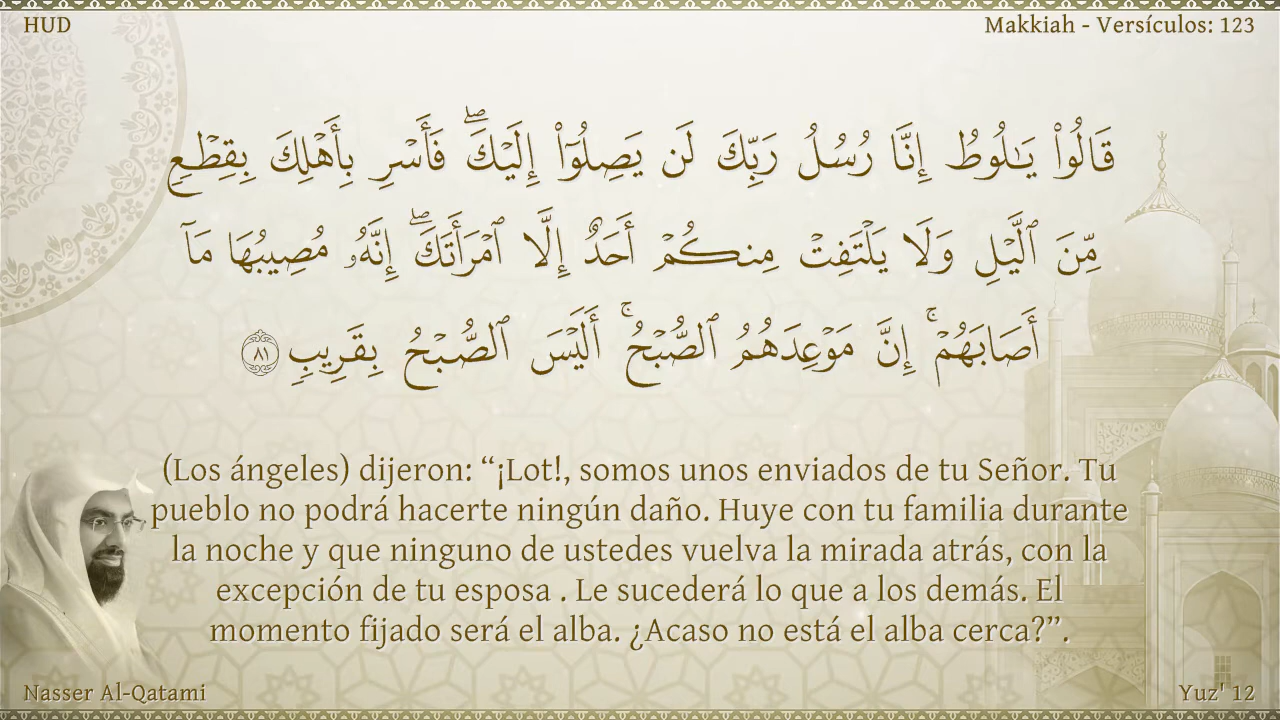 HUD
Makkiah - Versículos: 123
قَالُوا۟ يَـٰلُوطُ إِنَّا رُسُلُ رَبِّكَ لَن يَصِلُوٓا۟ إِلَيْكَ ۖ فَأَسْرِ بِأَهْلِكَ بِقِطْعٍ
مِّنَ ٱلَّيْلِ وَلَا يَلْتَفِتْ مِنكُمْ أَحَدٌ إِلَّا ٱمْرَأَتَكَ ۖ إِنَّهُۥ مُصِيبُهَا مَآ
أَصَابَهُمْ ۚ إِنَّ مَوْعِدَهُمُ ٱلصُّبْحُ ۚ أَلَيْسَ ٱلصُّبْحُ بِقَرِيبٍ ٨١
(Los ángeles) dijeron: “¡Lot!, somos unos enviados de tu Señor. Tu
pueblo no podrá hacerte ningún daño. Huye con tu familia durante
la noche y que ninguno de ustedes vuelva la mirada atrás, con la
excepción de tu esposa . Le sucederá lo que a los demás. El
momento fijado será el alba. ¿Acaso no está el alba cerca?”.
Nasser Al-Qatami
Yuz' 12